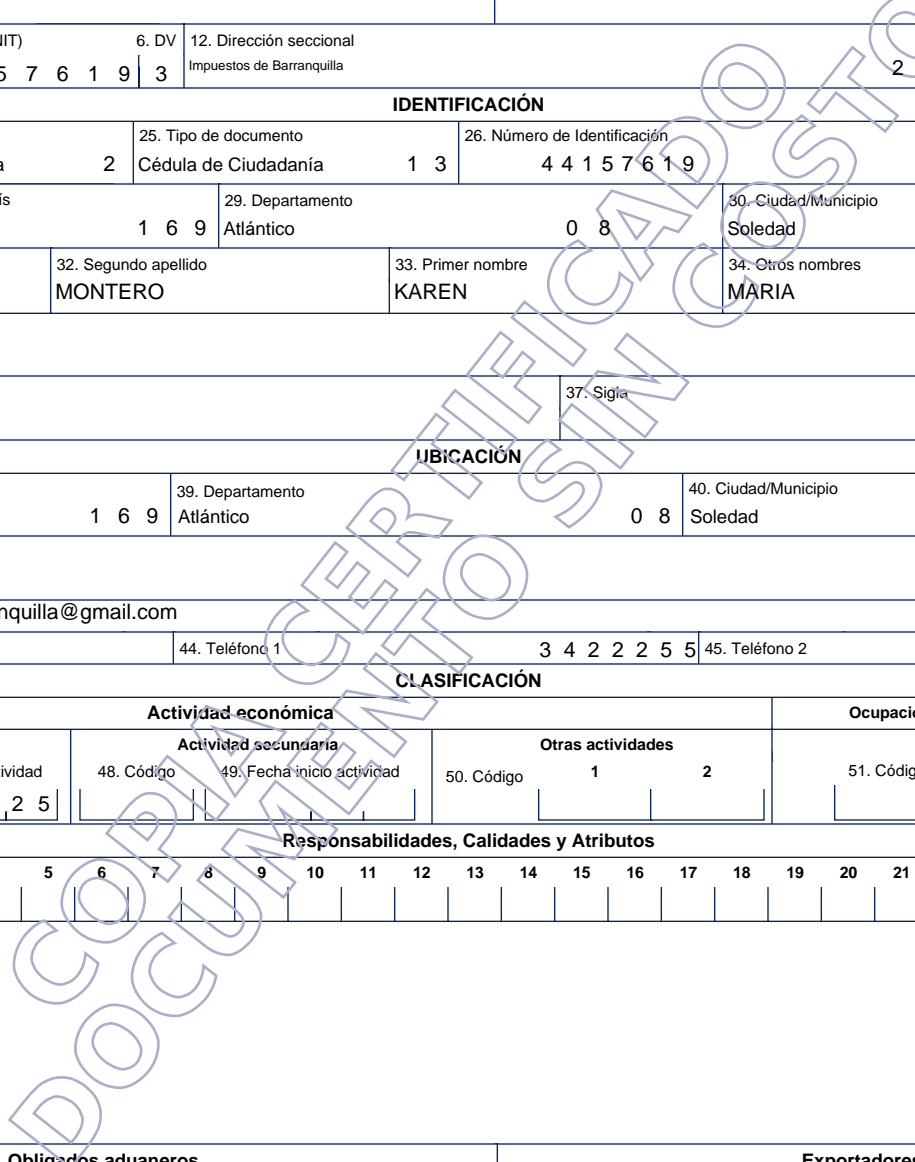 NIT) 6. DV 12. Dirección seccional
5 7 6 1 9 3 Impuestos de Barranquilla 2
IDENTIFICACIÓN
25. Tipo de documento 26. Número de Identificación
a 2 Cédula de Ciudadanía 1 3 4 4 1 5 7 6 1 9
ís 29. Departamento 30. Ciudad/Municipio
1 6 9 Atlántico 0 8 Soledad
32. Segundo apellido 33. Primer nombre 34. Otros nombres
MONTERO KAREN MARIA
37. Sigla
UBICACIÓN
39. Departamento 40. Ciudad/Municipio
1 6 9 Atlántico 0 8 Soledad
nquilla@gmail.com
44. Teléfono 1 3 4 2 2 2 5 5 45. Teléfono 2
CLASIFICACIÓN
Actividad económica Ocupació
Actividad secundaria Otras actividades
ividad 48. Código 49. Fecha inicio actividad 50. Código 1 2 51. Códig
2 5
Responsabilidades, Calidades y Atributos
5 6 7 8 9 10 11 12 13 14 15 16 17 18 19 20 21
Obligados aduaneros Exportadores
COPIA CERTIFICADO
DOCUMENTO SIN COSTO